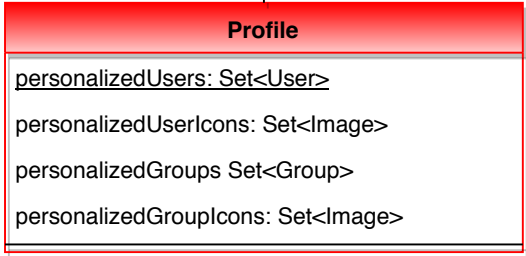 Profile
personalizedUsers: Set<User>
personalizedUserIcons: Set<Image>
personalizedGroups Set<Group>
personalizedGroupIcons: Set<Image>